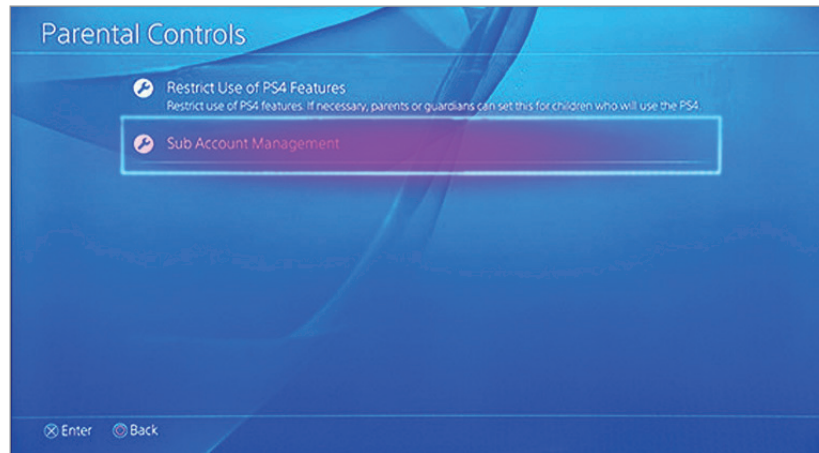 Parental Controls
Restrict Use of PS4 Features
Restrict use of PS4 features. If necessary, parents or guardians can set this for children who will use the PS4.
Sub Account Management
Enter Back